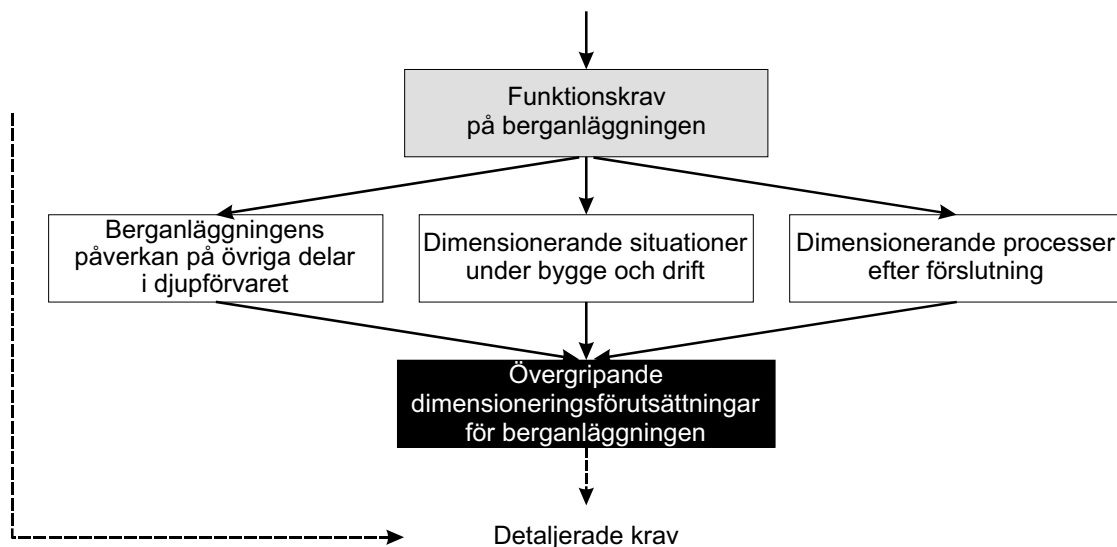 Funktionskrav
på berganläggningen
Berganläggningens
påverkan på övriga delar
i djupförvaret
Dimensionerande situationer
under bygge och drift
Dimensionerande processer
efter förslutning
Övergripande
dimensioneringsförutsättningar
för berganläggningen
Detaljerade krav